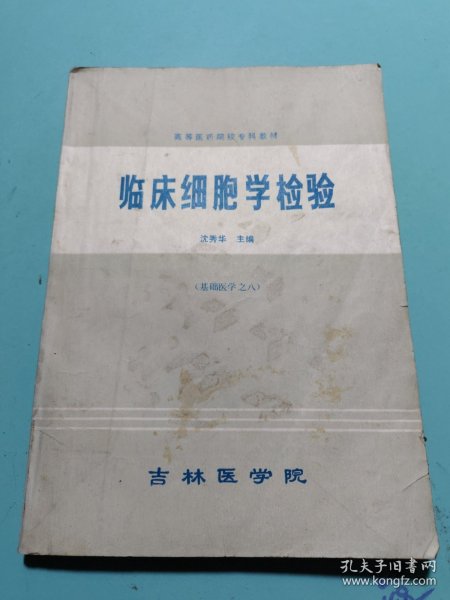 高等医药院校专科教材
临床细胞学检验
沈秀华 主编
(基础医学之八)
吉林医学院
孔夫子旧书网
www.kongfz.com